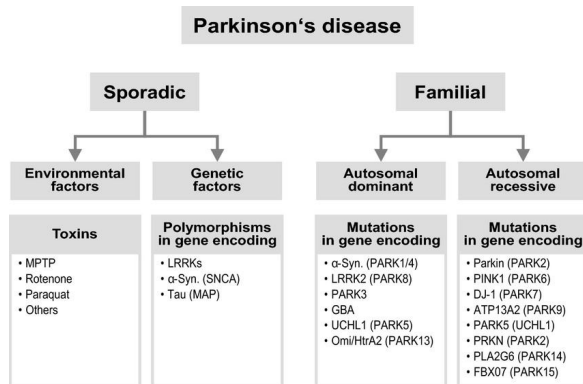 Parkinson‘s disease
Sporadic
Familial
Environmental
factors
Genetic
factors
Autosomal
dominant
Autosomal
recessive
Toxins
• MPTP
• Rotenone
• Paraquat
• Others
Polymorphisms
in gene encoding
• LRRKs
• α-Syn. (SNCA)
• Tau (MAP)
Mutations
in gene encoding
• α-Syn. (PARK1/4)
• LRRK2 (PARK8)
• PARK3
• GBA
• UCHL1 (PARK5)
• Omi/HtrA2 (PARK13)
Mutations
in gene encoding
• Parkin (PARK2)
• PINK1 (PARK6)
• DJ-1 (PARK7)
• ATP13A2 (PARK9)
• PARK5 (UCHL1)
• PRKN (PARK2)
• PLA2G6 (PARK14)
• FBX07 (PARK15)